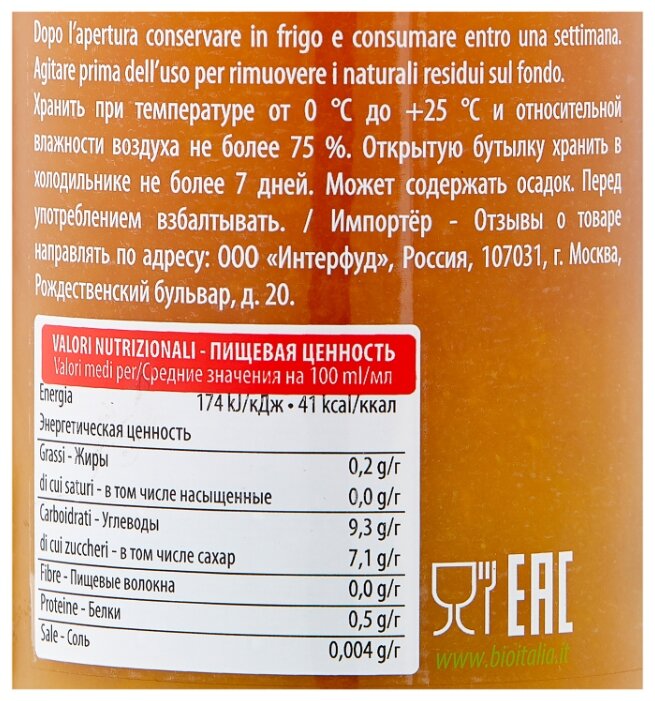 Dopo l'apertura conservare in frigo e consumare entro una settimana.
Agitare prima dell'uso per rimuovere i naturali residui sul fondo.
Хранить при температуре от 0 °C до +25 °C и относительной
влажности воздуха не более 75 %. Открытую бутылку хранить в
холодильнике не более 7 дней. Может содержать осадок. Перед
употреблением взбалтывать. / Импортёр - Отзывы о товаре
направлять по адресу: ООО «Интерфуд», Россия, 107031, г. Москва,
Рождественский бульвар, д. 20.
VALORI NUTRIZIONALI - ПИЩЕВАЯ ЦЕННОСТЬ
Valori medi per/Средние значения на 100 ml/мл
Energia 174 kJ/кДж • 41 kcal/ккал
Энергетическая ценность
Grassi - Жиры 0,2 g/г
di cui saturi - в том числе насыщенные 0,0 g/г
Carboidrati - Углеводы 9,3 g/г
di cui zuccheri - в том числе сахар 7,1 g/г
Fibre - Пищевые волокна 0,0 g/г
Proteine - Белки 0,5 g/г
Sale - Соль 0,004 g/г
EAC
www.bioitalia.it